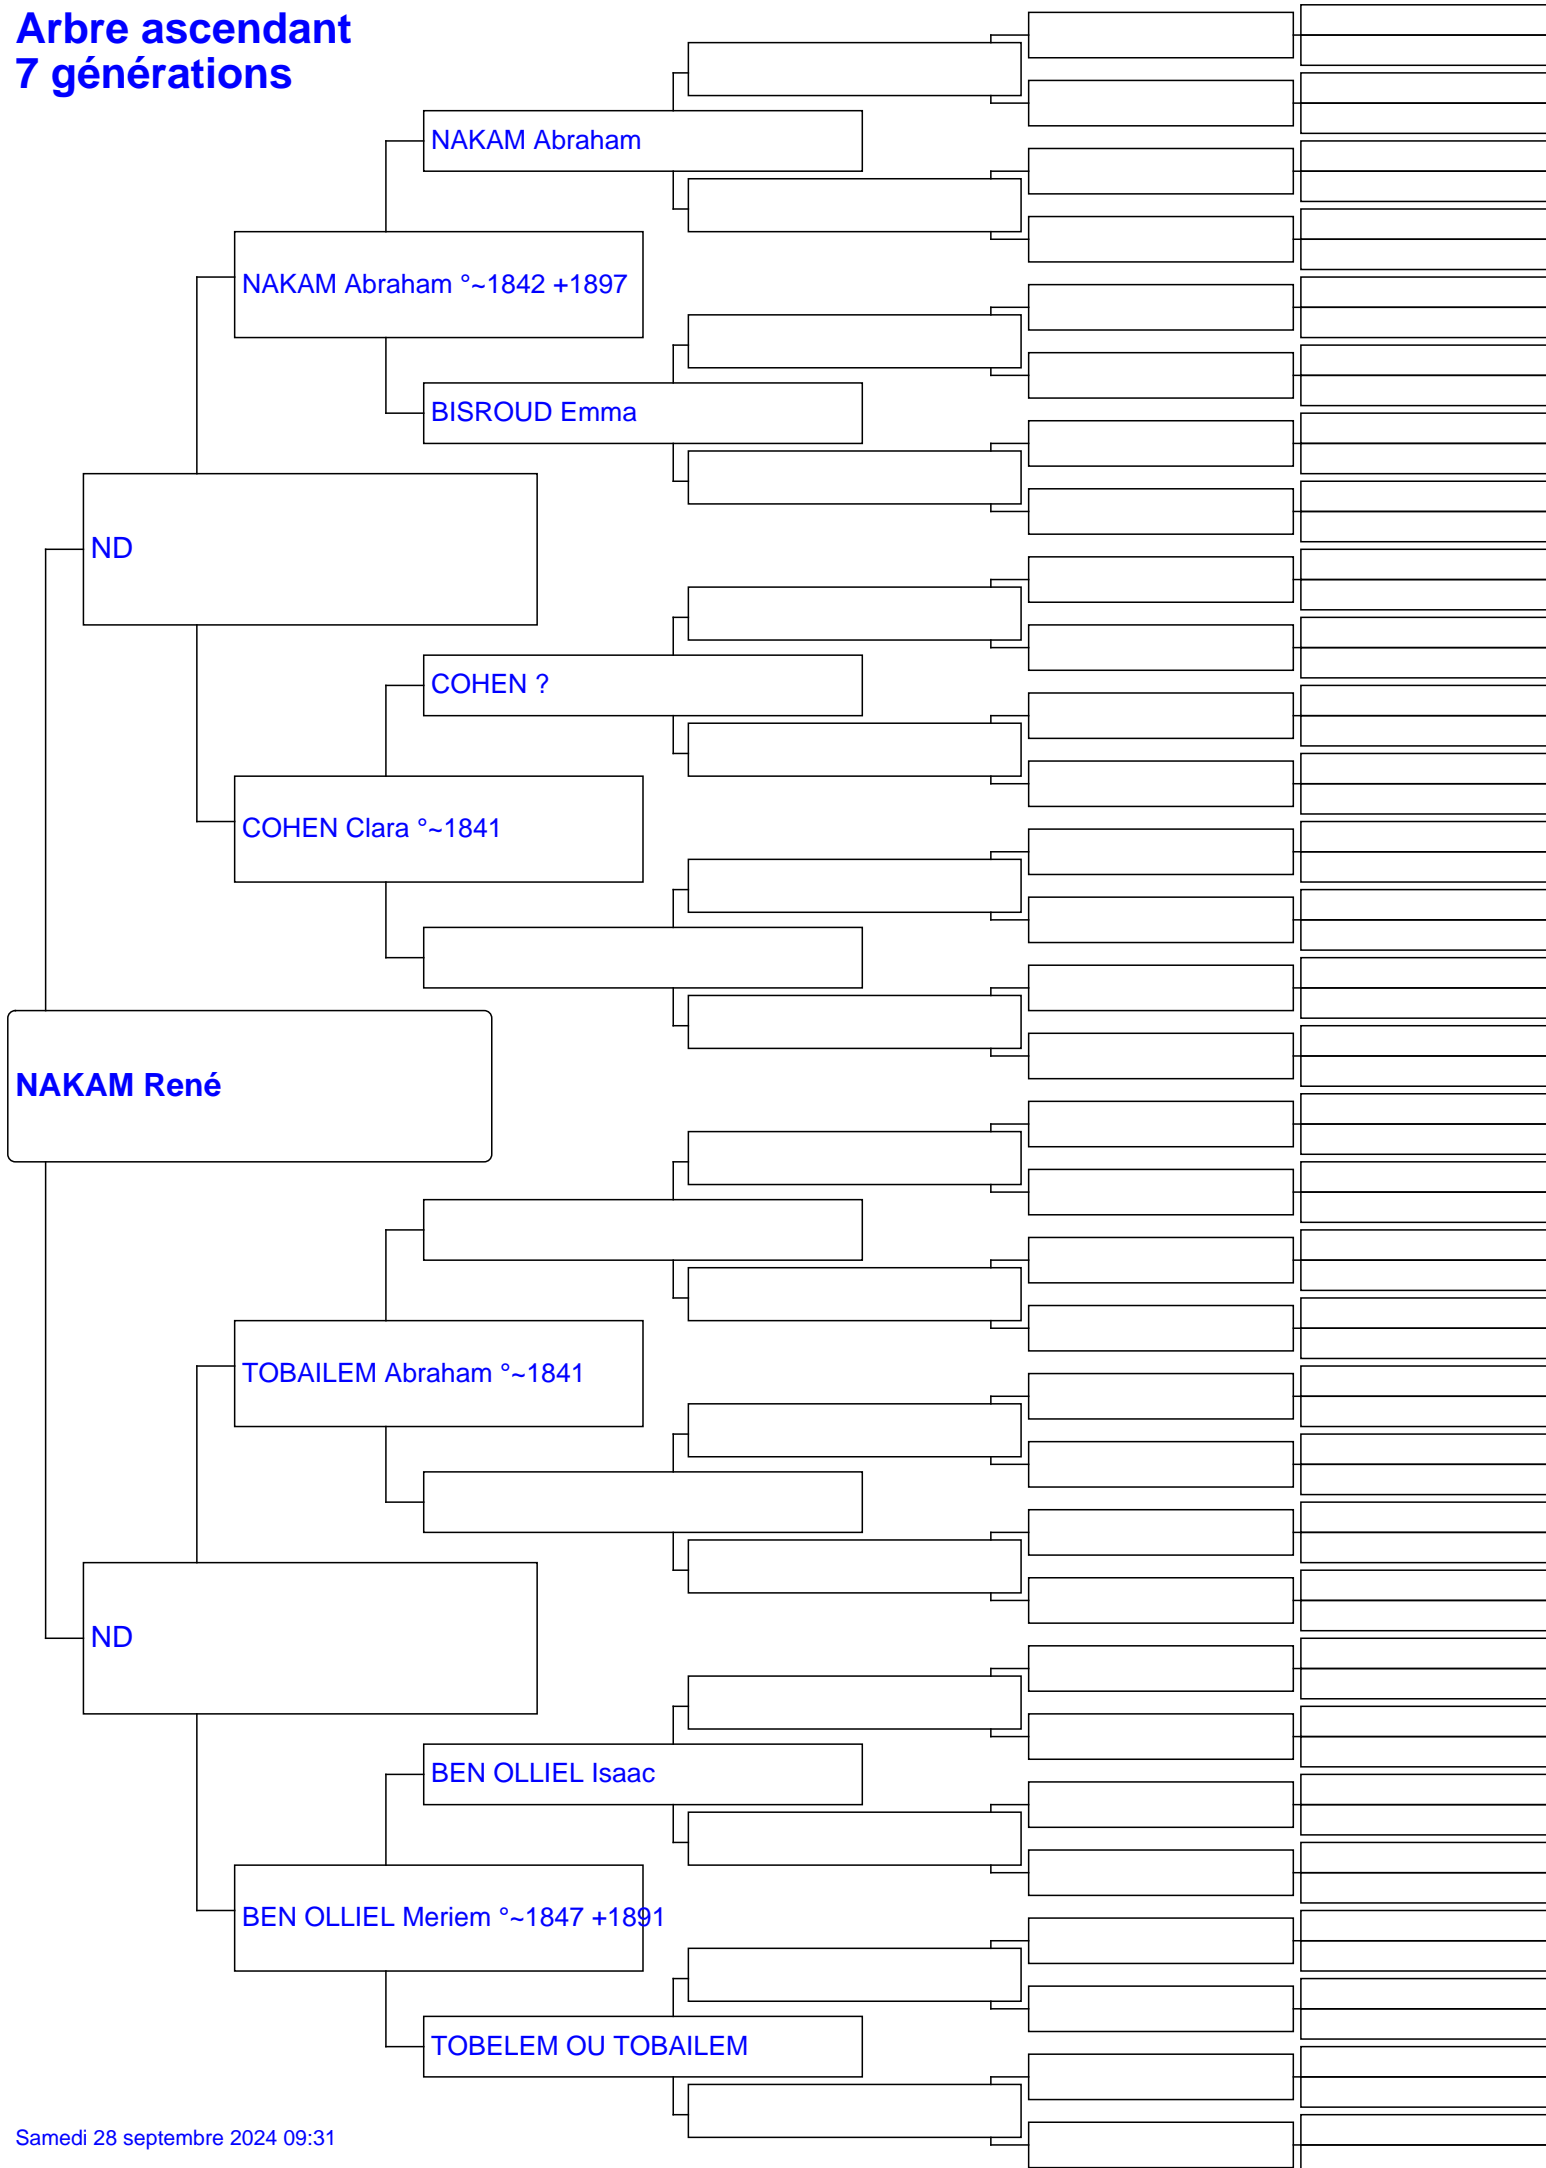 Arbre ascendant
7 générations
NAKAM Abraham
NAKAM Abraham °~1842 +1897
BISROUD Emma
ND
COHEN ?
COHEN Clara °~1841
NAKAM René
TOBAILEM Abraham °~1841
ND
BEN OLLIEL Isaac
BEN OLLIEL Meriem °~1847 +1891
TOBELEM OU TOBAILEM
Samedi 28 septembre 2024 09:31